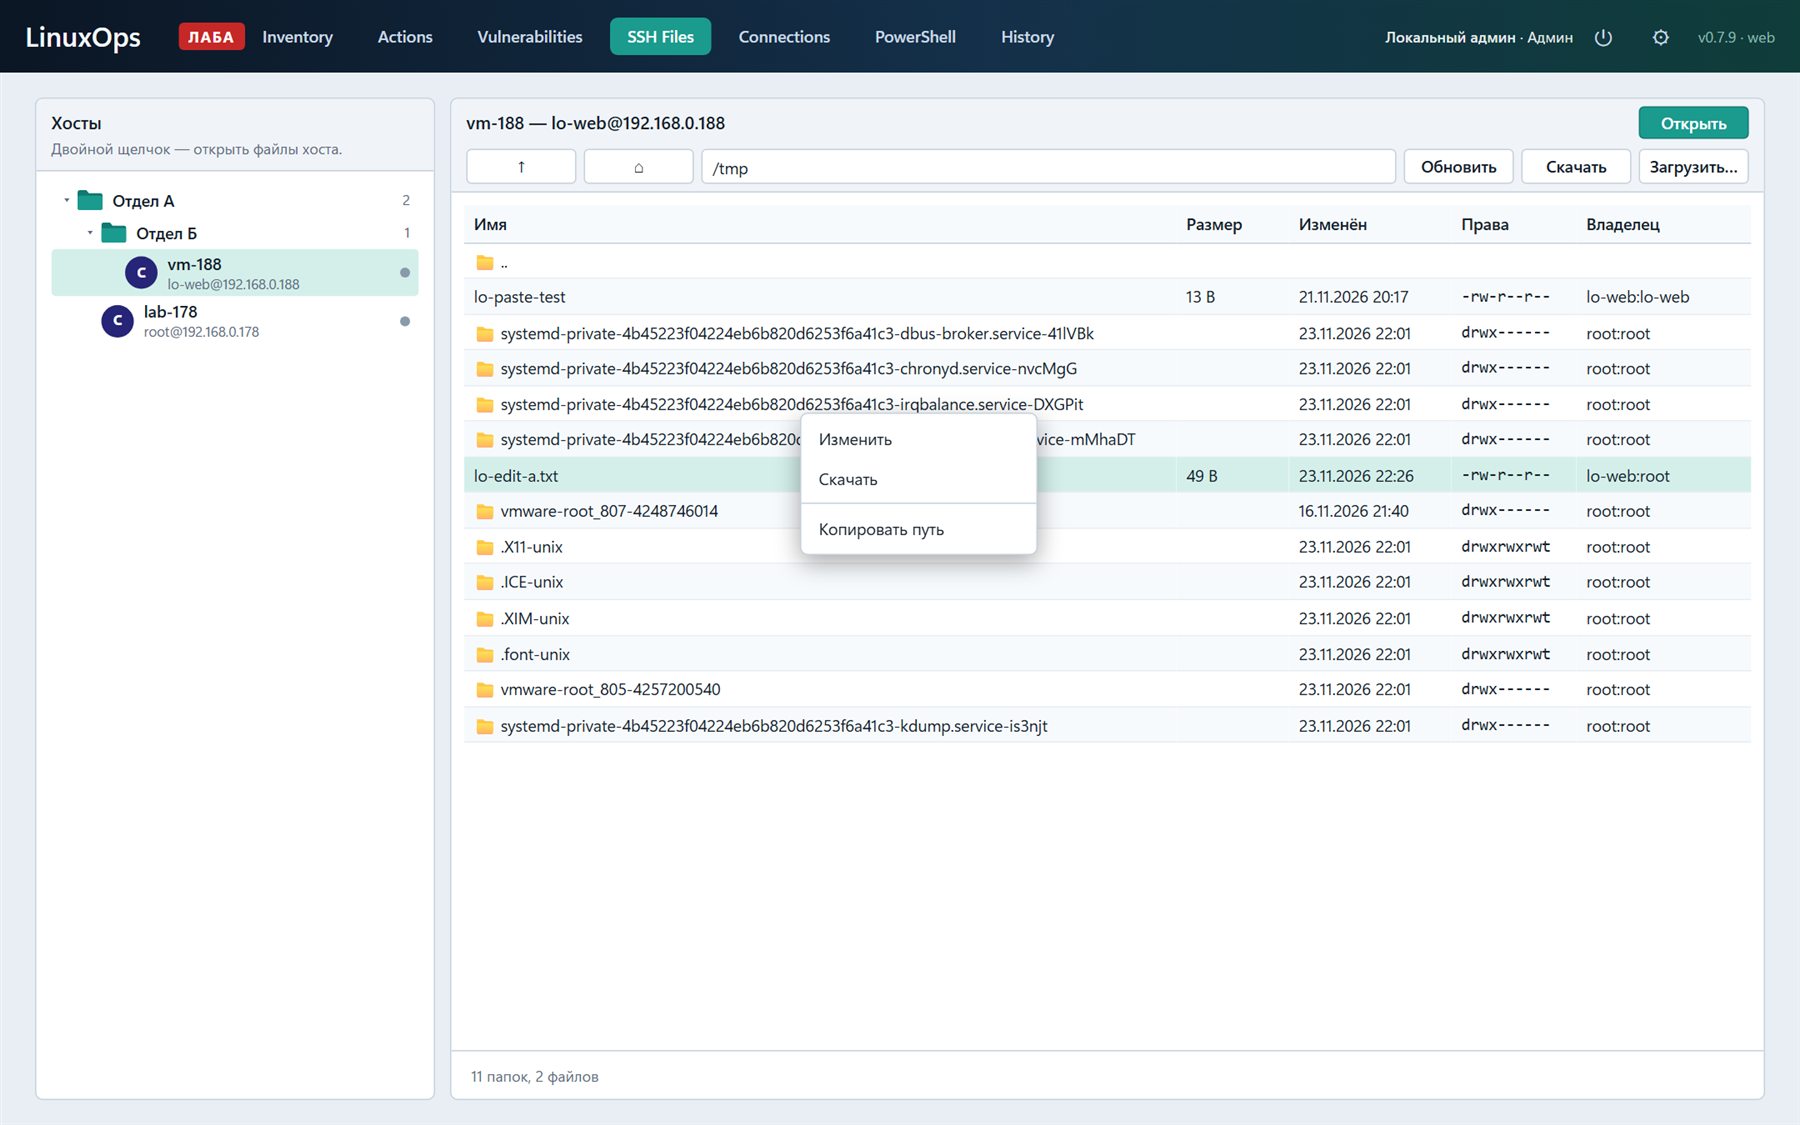 LinuxOps ЛАБА Inventory Actions Vulnerabilities SSH Files Connections PowerShell History Локальный админ · Админ v0.7.9 · web
Хосты
Двойной щелчок — открыть файлы хоста.
Отдел А 2
Отдел Б 1
C vm-188
lo-web@192.168.0.188
C lab-178
root@192.168.0.178
vm-188 — lo-web@192.168.0.188 Открыть
↑ ⌂ /tmp Обновить Скачать Загрузить...
Имя Размер Изменён Права Владелец
..
lo-paste-test 13 B 21.11.2026 20:17 -rw-r--r-- lo-web:lo-web
systemd-private-4b45223f04224eb6b820d6253f6a41c3-dbus-broker.service-41lVBk 23.11.2026 22:01 drwx------ root:root
systemd-private-4b45223f04224eb6b820d6253f6a41c3-chronyd.service-nvcMgG 23.11.2026 22:01 drwx------ root:root
systemd-private-4b45223f04224eb6b820d6253f6a41c3-irqbalance.service-DXGPit 23.11.2026 22:01 drwx------ root:root
systemd-private-4b45223f04224eb6b820 vice-mMhaDT 23.11.2026 22:01 drwx------ root:root
lo-edit-a.txt 49 B 23.11.2026 22:26 -rw-r--r-- lo-web:root
vmware-root_807-4248746014 16.11.2026 21:40 drwx------ root:root
.X11-unix 23.11.2026 22:01 drwxrwxrwt root:root
.ICE-unix 23.11.2026 22:01 drwxrwxrwt root:root
.XIM-unix 23.11.2026 22:01 drwxrwxrwt root:root
.font-unix 23.11.2026 22:01 drwxrwxrwt root:root
vmware-root_805-4257200540 23.11.2026 22:01 drwx------ root:root
systemd-private-4b45223f04224eb6b820d6253f6a41c3-kdump.service-is3njt 23.11.2026 22:01 drwx------ root:root
Изменить
Скачать
Копировать путь
11 папок, 2 файлов